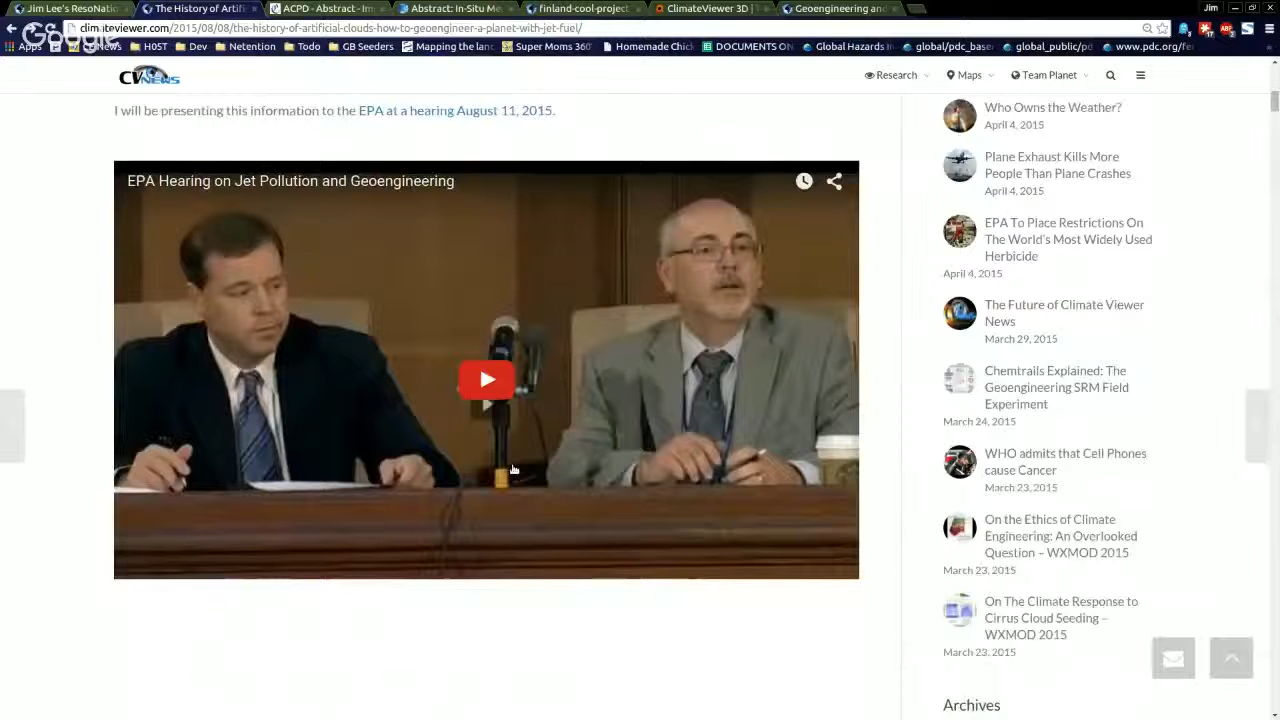 Jim Lee's ResoNatio
The History of Artific
ACPD - Abstract - Im
Abstract: In-Situ Me
finland-cool-project
ClimateViewer 3D |
Geoengineering and
Jim
climateviewer.com/2015/08/08/the-history-of-artificial-clouds-how-to-geoengineer-a-planet-with-jet-fuel/
Google
Apps
News
H05T
Dev
Netention
Todo
GB Seeders
Mapping the lan
Super Moms 360°
Homemade Chick
DOCUMENTS ON
Global Hazards In
global/pdc_base
global_public/pd
www.pdc.org/fe
CV NEWS
Research
Maps
Team Planet
I will be presenting this information to the EPA at a hearing August 11, 2015.
EPA Hearing on Jet Pollution and Geoengineering
Who Owns the Weather?
April 4, 2015
Plane Exhaust Kills More
People Than Plane Crashes
April 4, 2015
EPA To Place Restrictions On
The World's Most Widely Used
Herbicide
April 4, 2015
The Future of Climate Viewer
News
March 29, 2015
Chemtrails Explained: The
Geoengineering SRM Field
Experiment
March 24, 2015
WHO admits that Cell Phones
cause Cancer
March 23, 2015
On the Ethics of Climate
Engineering: An Overlooked
Question – WXMOD 2015
March 23, 2015
On The Climate Response to
Cirrus Cloud Seeding –
WXMOD 2015
March 23, 2015
Archives